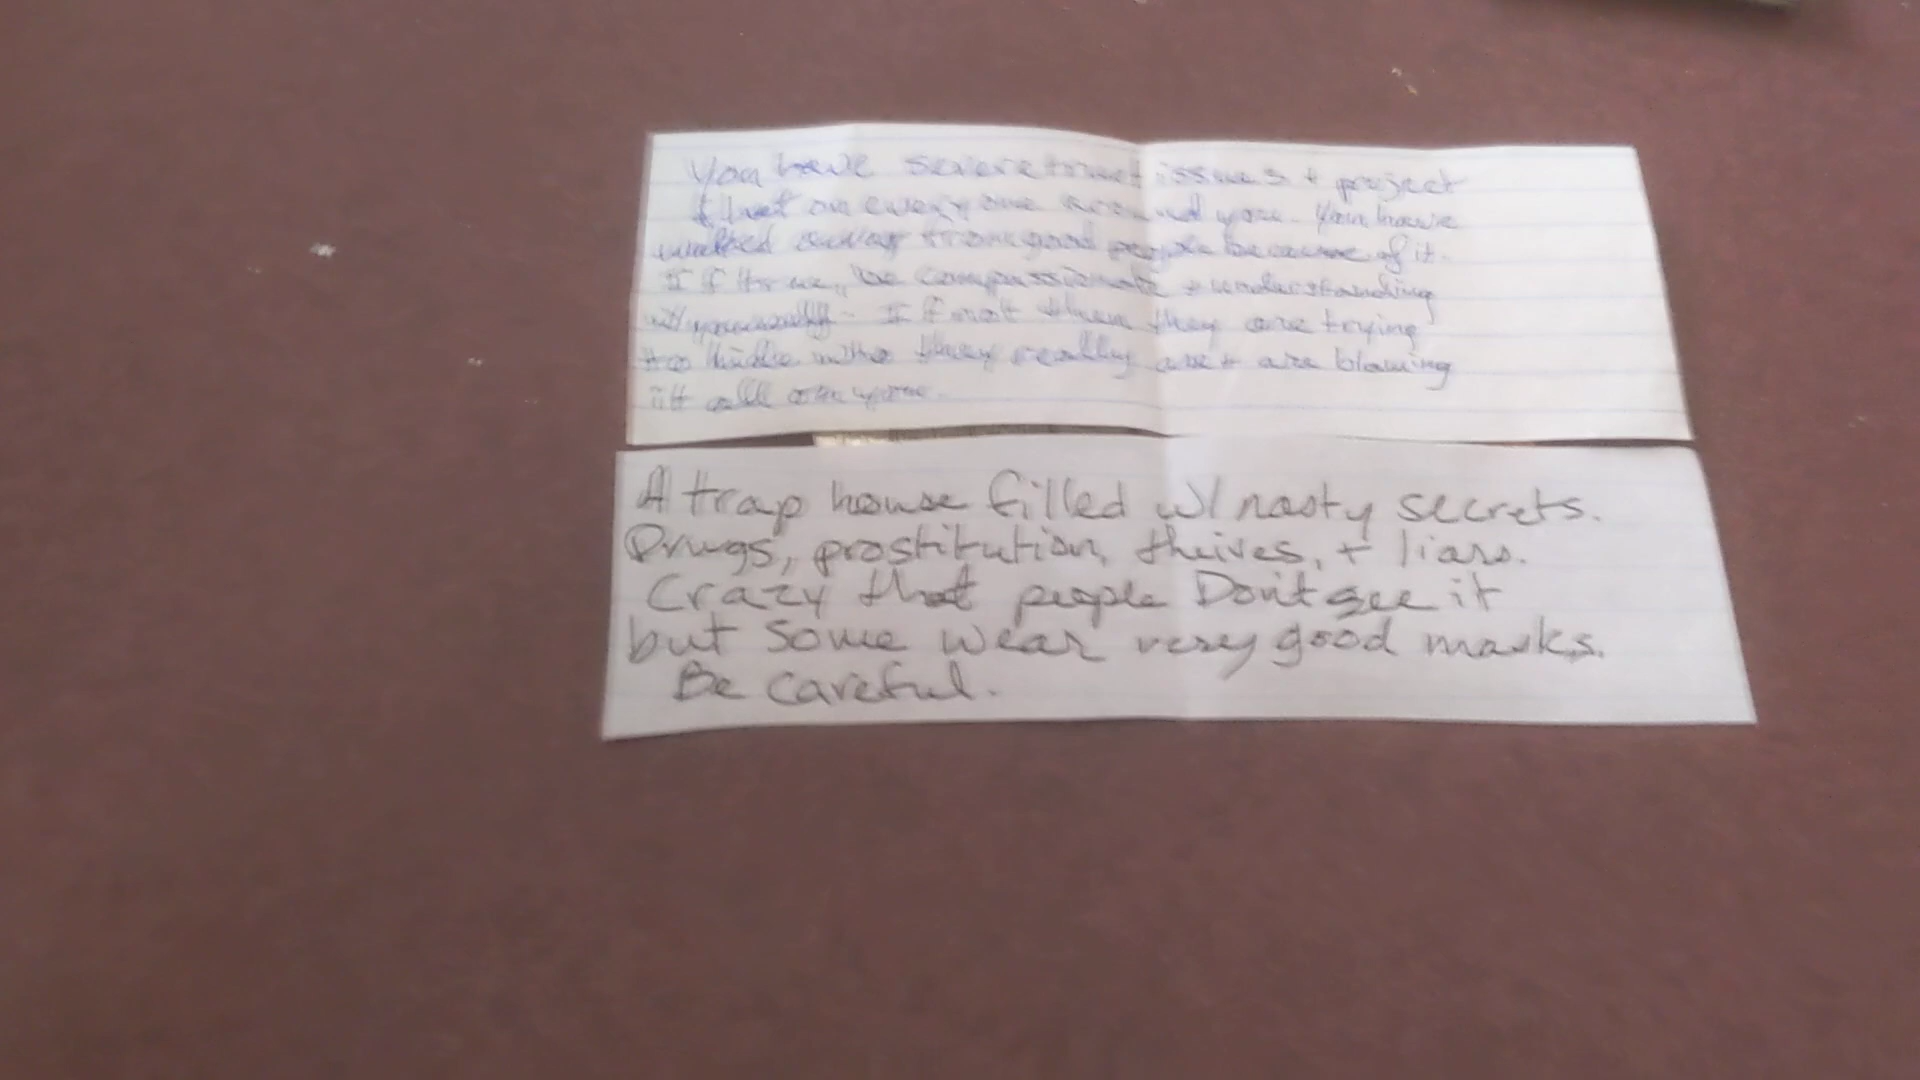 You have severe trust issues + project
that on everyone around you. You have
walked away from good people because of it.
If true, be compassionate + understanding
w/ yourself. If not then they are trying
to hide who they really are + are blaming
it all on you.
A trap house filled w/ nasty secrets.
Drugs, prostitution, theives, + liars.
Crazy that people Don't see it
but some wear very good masks.
Be careful.